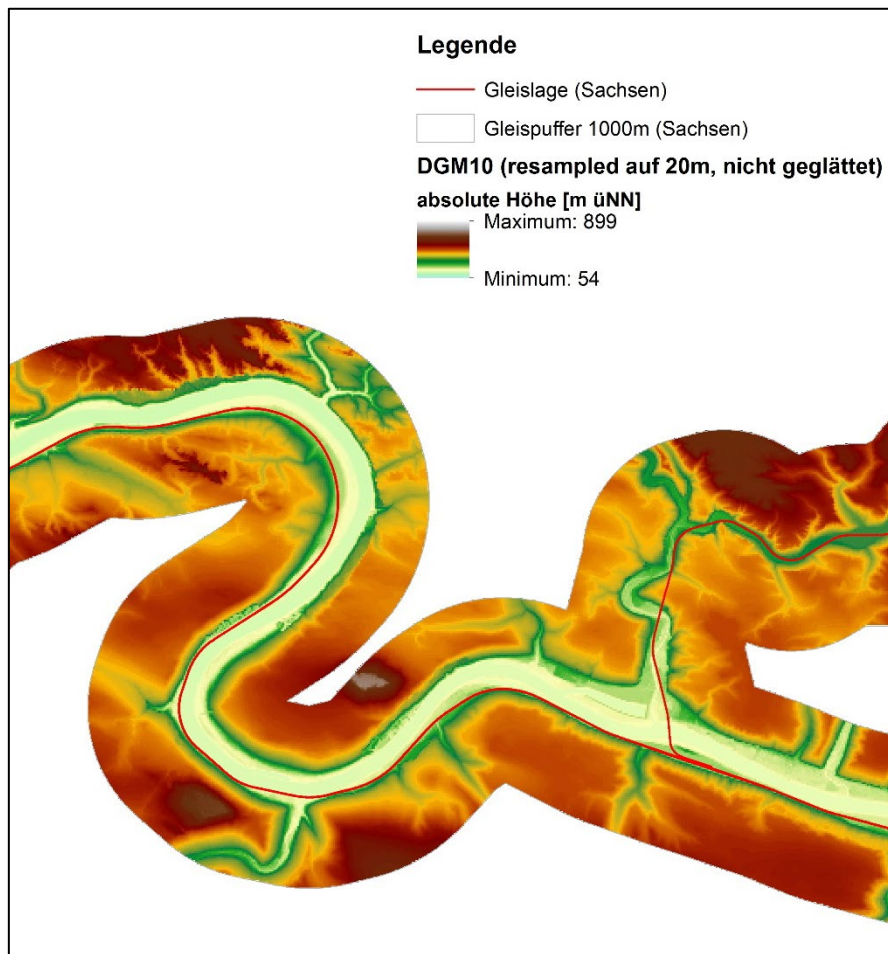 Legende
Gleislage (Sachsen)
Gleispuffer 1000m (Sachsen)
DGM10 (resampled auf 20m, nicht geglättet)
absolute Höhe [m üNN]
Maximum: 899
Minimum: 54